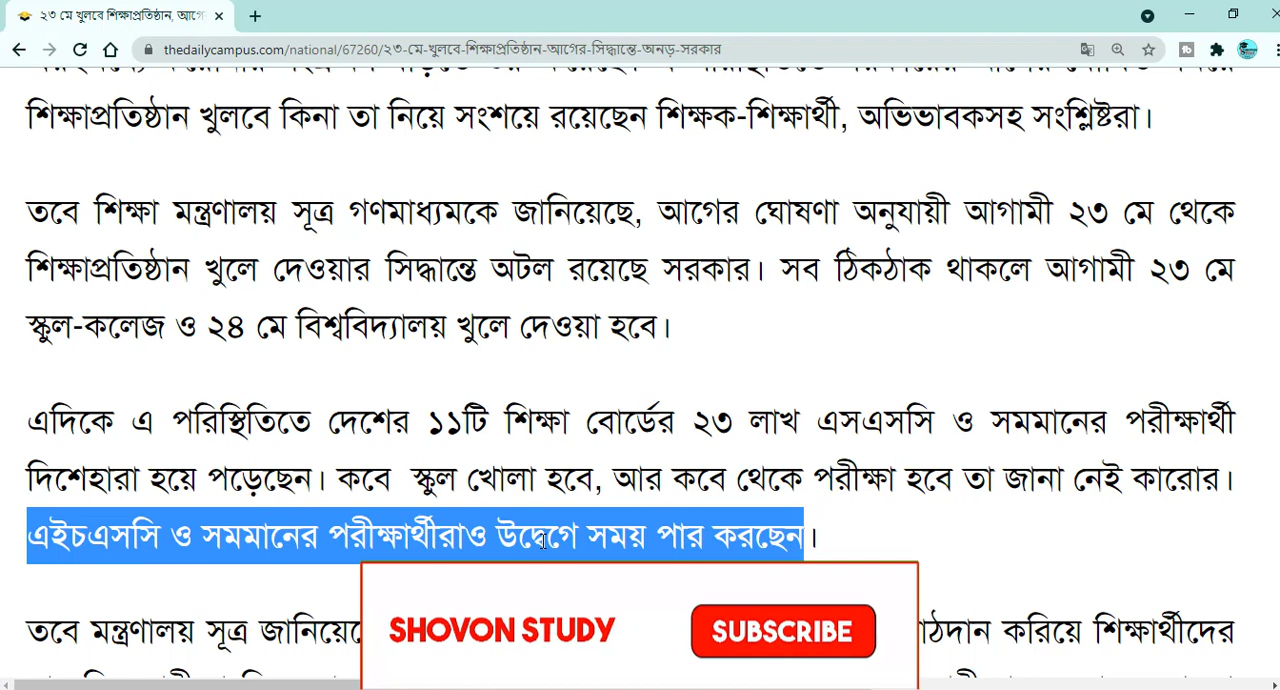 ২৩ মে খুলবে শিক্ষাপ্রতিষ্ঠান, আগে
thedailycampus.com/national/67260/২৩-মে-খুলবে-শিক্ষাপ্রতিষ্ঠান-আগের-সিদ্ধান্তে-অনড়-সরকার
শিক্ষাপ্রতিষ্ঠান খুলবে কিনা তা নিয়ে সংশয়ে রয়েছেন শিক্ষক-শিক্ষার্থী, অভিভাবকসহ সংশ্লিষ্টরা।
তবে শিক্ষা মন্ত্রণালয় সূত্র গণমাধ্যমকে জানিয়েছে, আগের ঘোষণা অনুযায়ী আগামী ২৩ মে থেকে
শিক্ষাপ্রতিষ্ঠান খুলে দেওয়ার সিদ্ধান্তে অটল রয়েছে সরকার। সব ঠিকঠাক থাকলে আগামী ২৩ মে
স্কুল-কলেজ ও ২৪ মে বিশ্ববিদ্যালয় খুলে দেওয়া হবে।
এদিকে এ পরিস্থিতিতে দেশের ১১টি শিক্ষা বোর্ডের ২৩ লাখ এসএসসি ও সমমানের পরীক্ষার্থী
দিশেহারা হয়ে পড়েছেন। কবে স্কুল খোলা হবে, আর কবে থেকে পরীক্ষা হবে তা জানা নেই কারোর।
এইচএসসি ও সমমানের পরীক্ষার্থীরাও উদ্বেগে সময় পার করছেন।
তবে মন্ত্রণালয় সূত্র করিয়ে শিক্ষার্থীদের
SHOVON STUDY
SUBSCRIBE